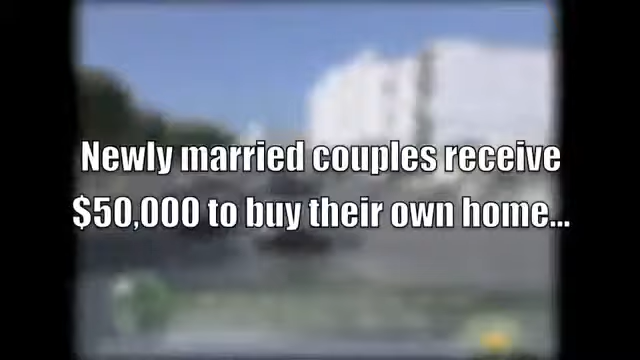 Newly married couples receive
$50,000 to buy their own home...